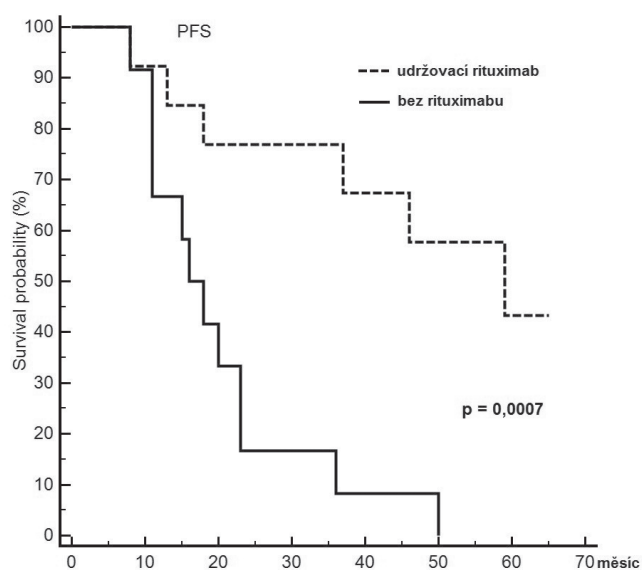 PFS
udržovací rituximab
bez rituximabu
Survival probability (%)
100
90
80
70
60
50
40
30
20
10
0
p = 0,0007
0 10 20 30 40 50 60 70 měsíc